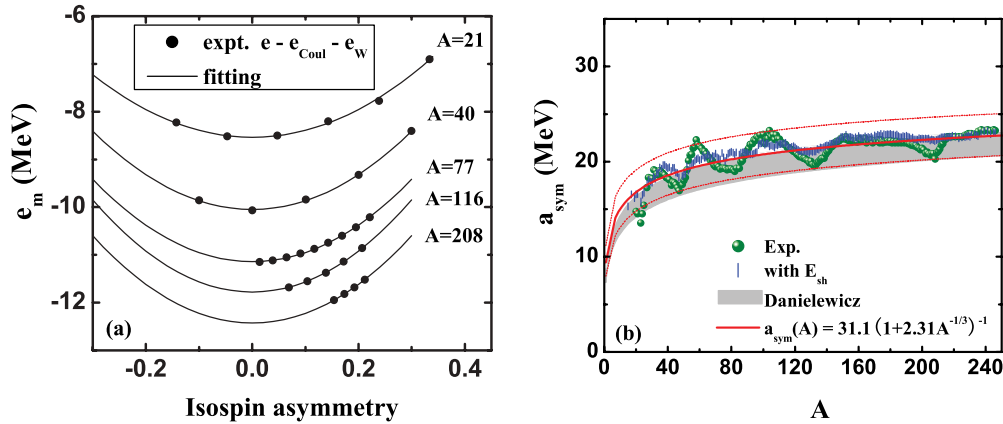 (a)
expt. e - e_Coul - e_W
fitting
A=21
A=40
A=77
A=116
A=208
e_m (MeV)
-6
-8
-10
-12
-0.2
0.0
0.2
0.4
Isospin asymmetry
a_sym (MeV)
30
20
10
0
Exp.
with E_sh
Danielewicz
a_sym(A) = 31.1 (1+2.31A^-1/3)^-1
(b)
0
40
80
120
160
200
240
A